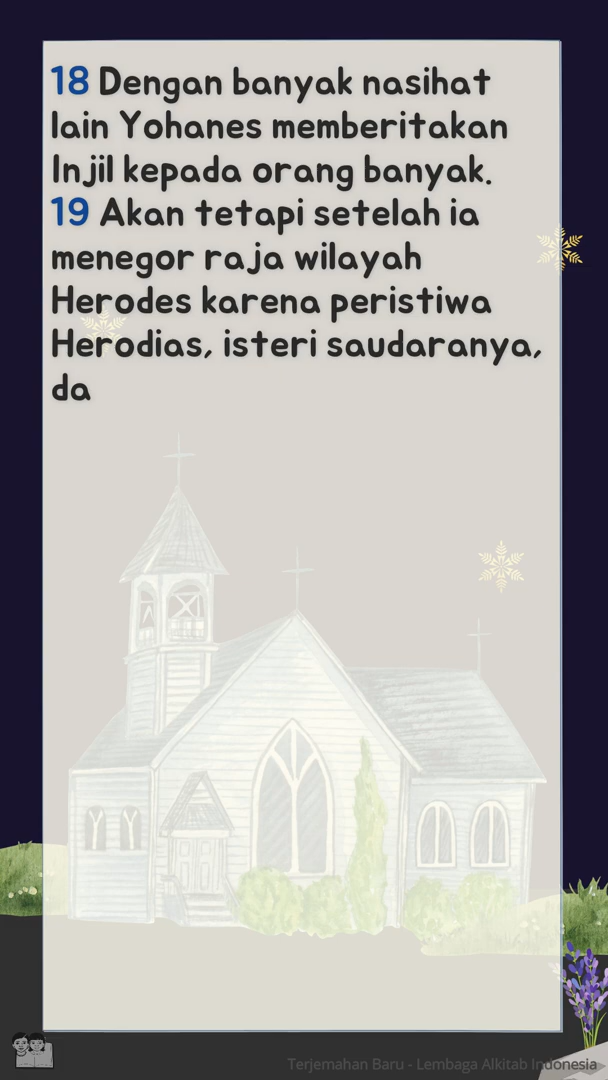 18 Dengan banyak nasihat
lain Yohanes memberitakan
Injil kepada orang banyak.
19 Akan tetapi setelah ia
menegor raja wilayah
Herodes karena peristiwa
Herodias, isteri saudaranya,
da
Terjemahan Baru - Lembaga Alkitab Indonesia